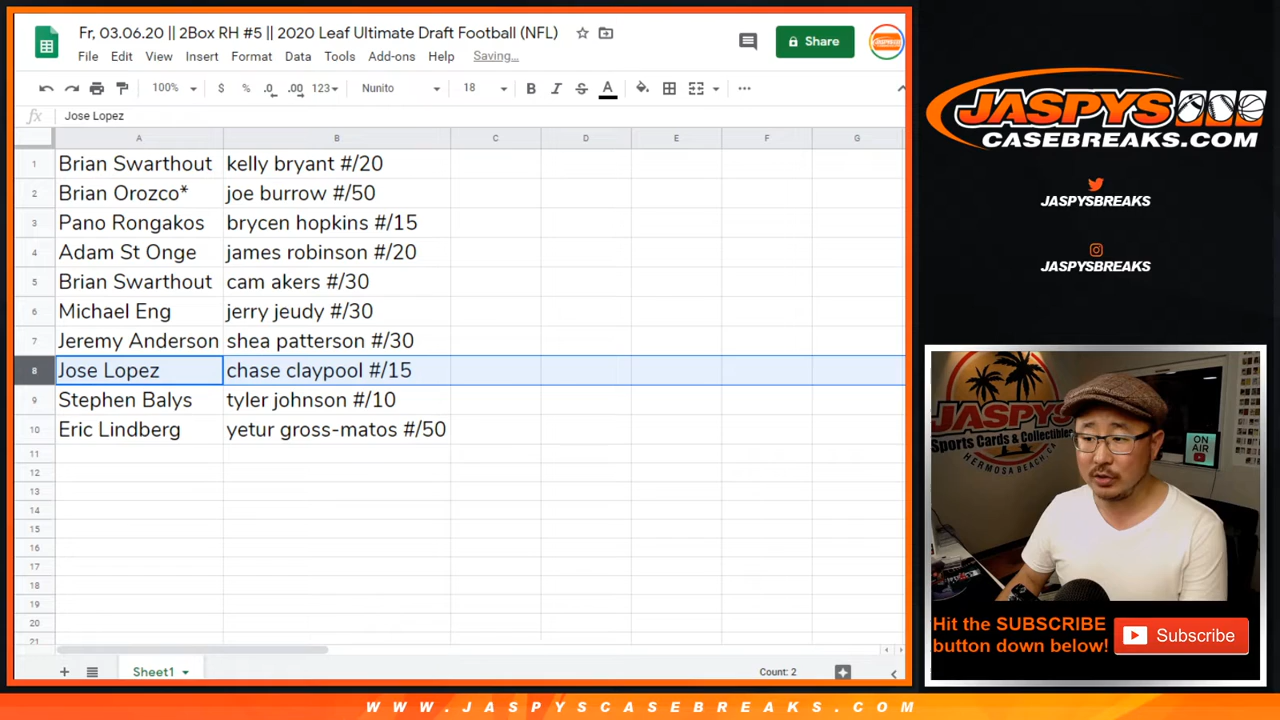 Fr, 03.06.20 || 2Box RH #5 || 2020 Leaf Ultimate Draft Football (NFL)
File Edit View Insert Format Data Tools Add-ons Help Saving...
Share
100% $ % .0 .00 123 Nunito 18 B I S A
fx Jose Lopez
A B C D E F G
1 Brian Swarthout kelly bryant #/20
2 Brian Orozco* joe burrow #/50
3 Pano Rongakos brycen hopkins #/15
4 Adam St Onge james robinson #/20
5 Brian Swarthout cam akers #/30
6 Michael Eng jerry jeudy #/30
7 Jeremy Anderson shea patterson #/30
8 Jose Lopez chase claypool #/15
9 Stephen Balys tyler johnson #/10
10 Eric Lindberg yetur gross-matos #/50
11
12
13
14
15
16
17
18
19
20
21
Sheet1 Count: 2
JASPYS
CASEBREAKS.COM
JASPYSBREAKS
JASPYSBREAKS
JASPYS
Sports Cards & Collectibles
HERMOSA BEACH, CA
ON AIR
Hit the SUBSCRIBE
button down below!
Subscribe
WWW.JASPYSCASEBREAKS.COM